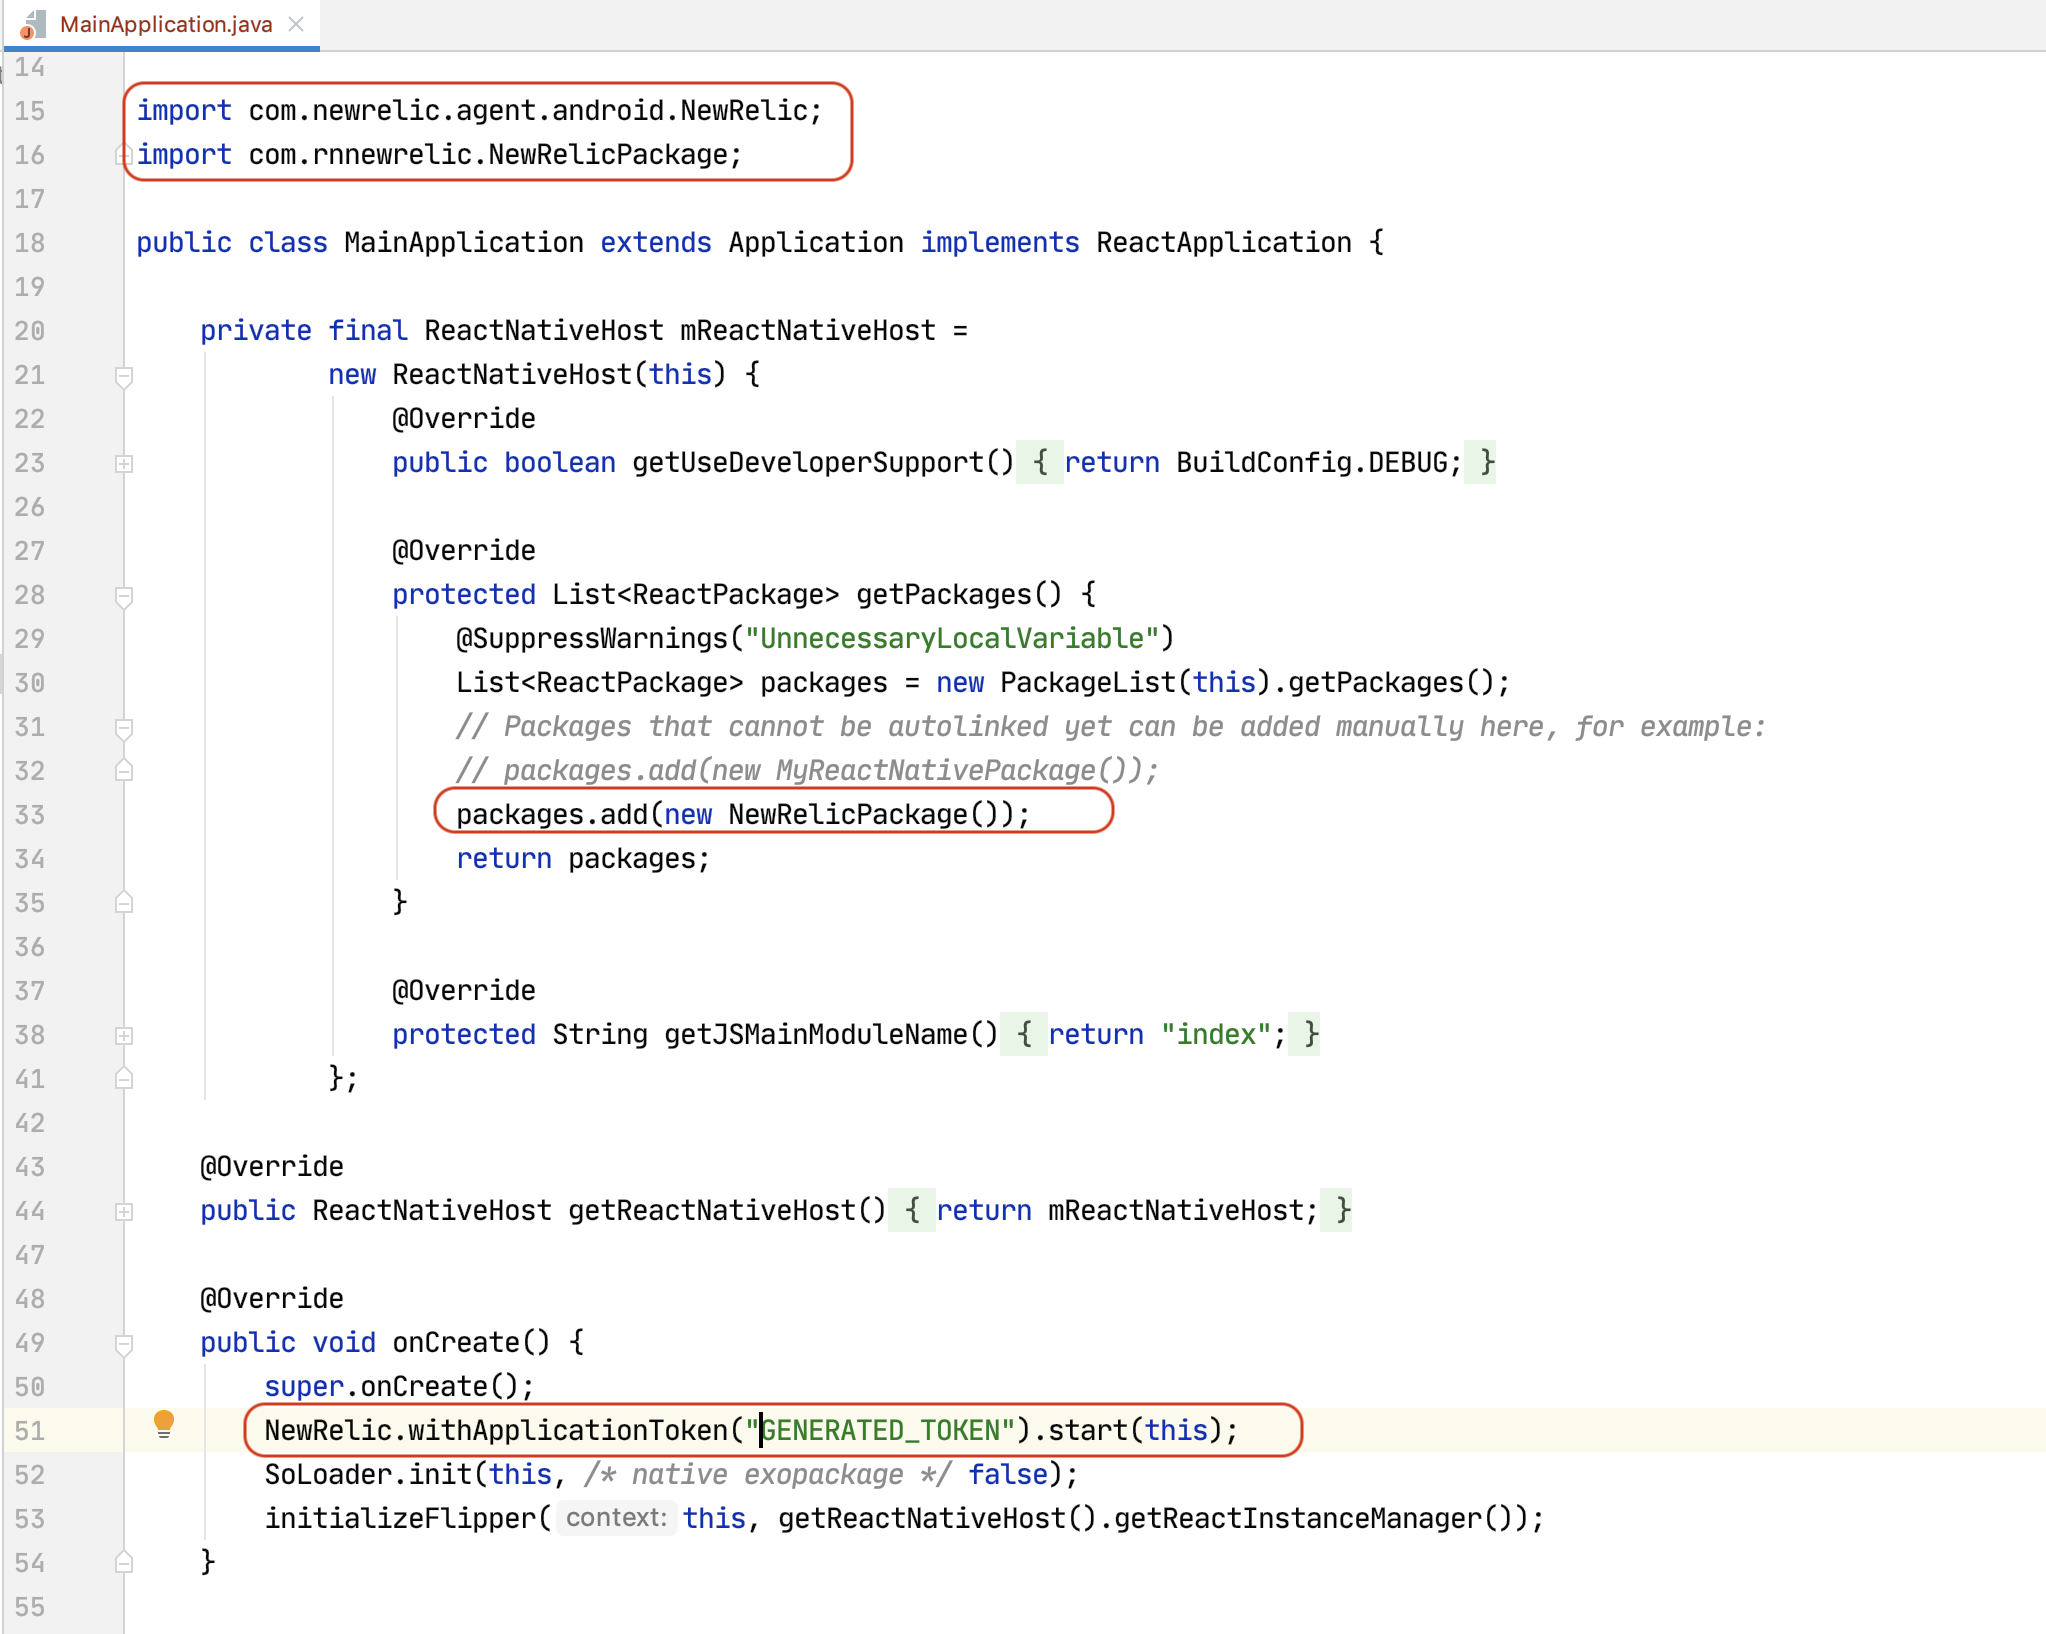 MainApplication.java
14
15 import com.newrelic.agent.android.NewRelic;
16 import com.rnnewrelic.NewRelicPackage;
17
18 public class MainApplication extends Application implements ReactApplication {
19
20 private final ReactNativeHost mReactNativeHost =
21 new ReactNativeHost(this) {
22 @Override
23 public boolean getUseDeveloperSupport() { return BuildConfig.DEBUG; }
26
27 @Override
28 protected List<ReactPackage> getPackages() {
29 @SuppressWarnings("UnnecessaryLocalVariable")
30 List<ReactPackage> packages = new PackageList(this).getPackages();
31 // Packages that cannot be autolinked yet can be added manually here, for example:
32 // packages.add(new MyReactNativePackage());
33 packages.add(new NewRelicPackage());
34 return packages;
35 }
36
37 @Override
38 protected String getJSMainModuleName() { return "index"; }
41 };
42
43 @Override
44 public ReactNativeHost getReactNativeHost() { return mReactNativeHost; }
47
48 @Override
49 public void onCreate() {
50 super.onCreate();
51 NewRelic.withApplicationToken("GENERATED_TOKEN").start(this);
52 SoLoader.init(this, /* native exopackage */ false);
53 initializeFlipper( context: this, getReactNativeHost().getReactInstanceManager());
54 }
55